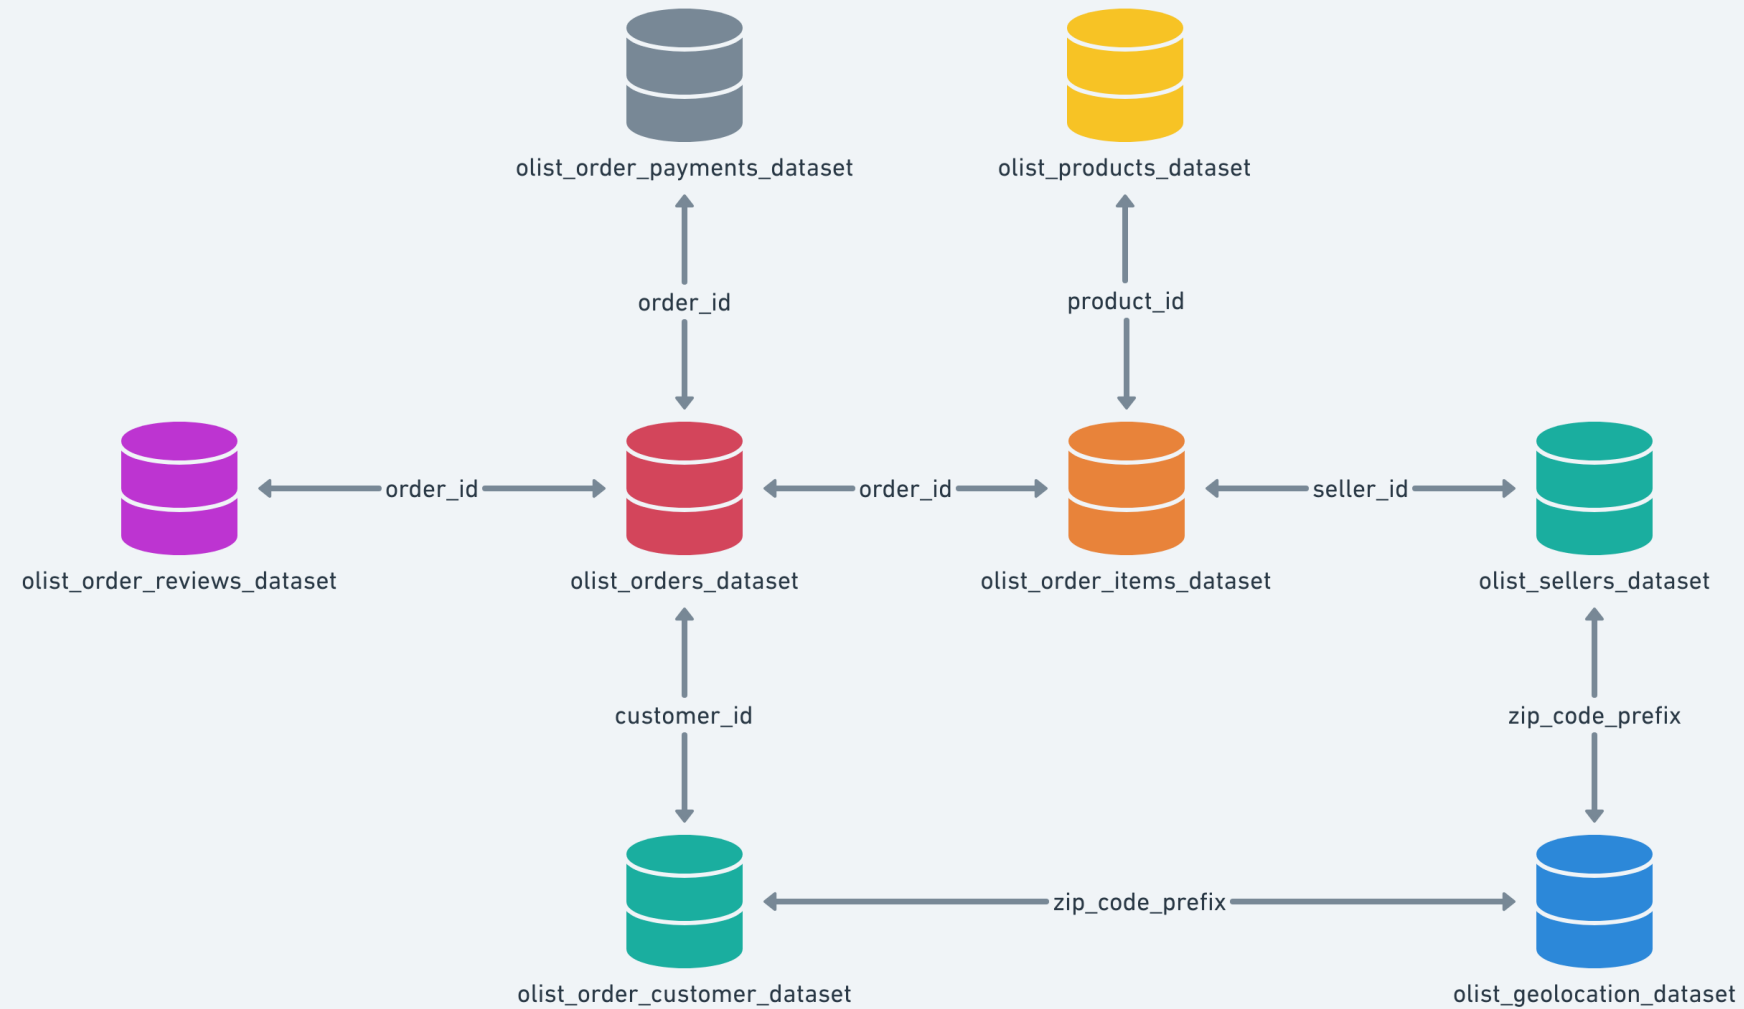 olist_order_payments_dataset
olist_products_dataset
order_id
product_id
order_id
order_id
seller_id
olist_order_reviews_dataset
olist_orders_dataset
olist_order_items_dataset
olist_sellers_dataset
customer_id
zip_code_prefix
zip_code_prefix
olist_order_customer_dataset
olist_geolocation_dataset